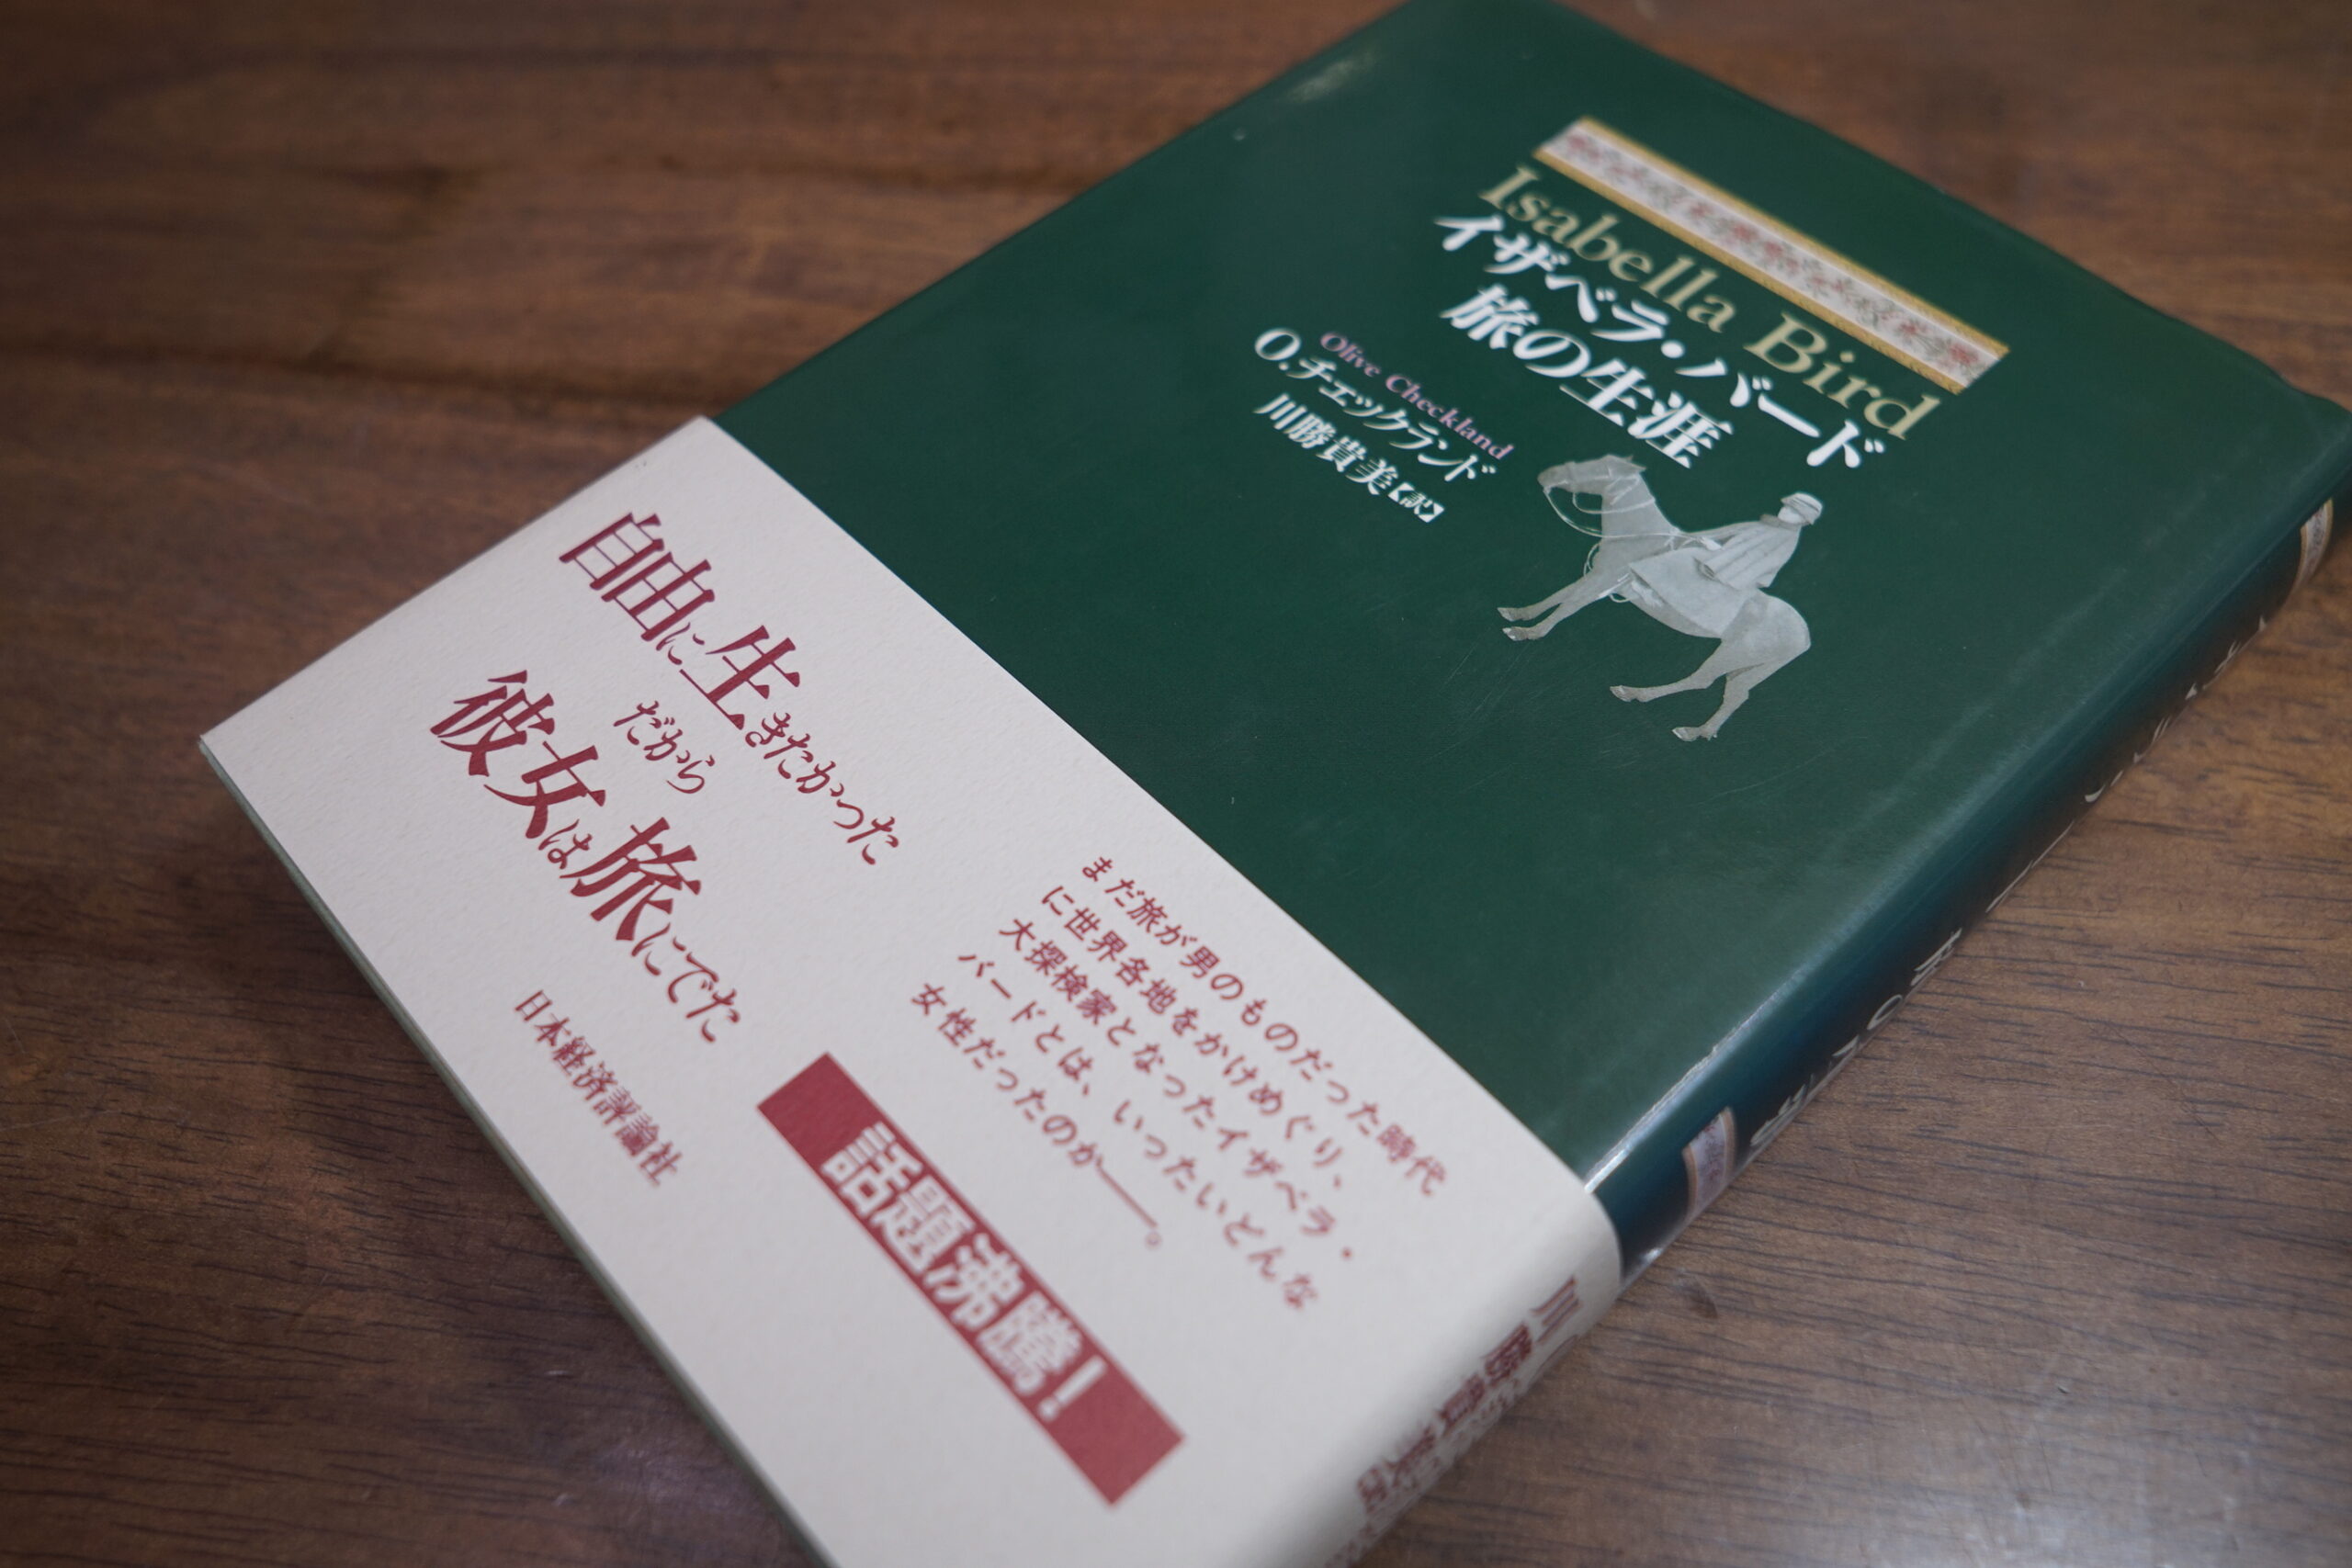 Isabella Bird
イザベラ・バード
旅の生涯
Olive Checkland
O.チェックランド
川勝貴美【訳】
自由に生きたかった
だから
彼女は旅にでた
まだ旅が男のものだった時代
に世界各地をかけめぐり、
大探検家となったイザベラ・
バードとは、いったいどんな
女性だったのか――。
話題沸騰!
日本経済評論社
川勝貴美